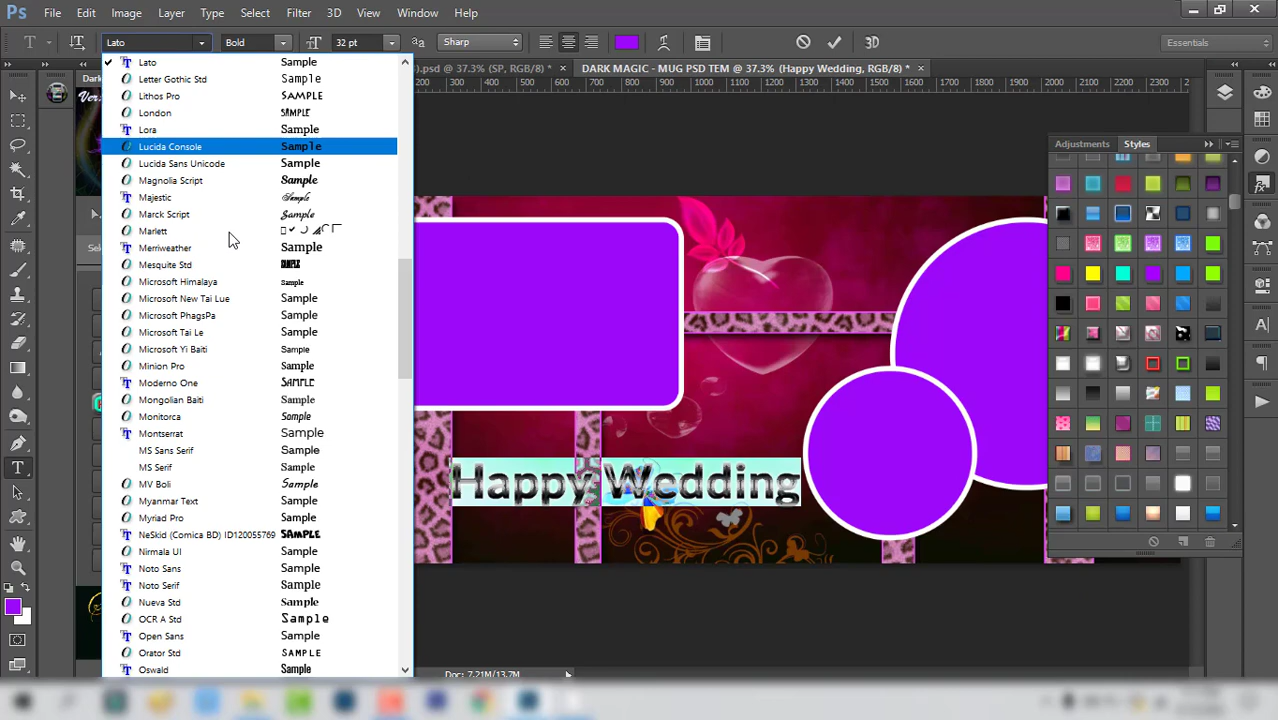 Ps File Edit Image Layer Type Select Filter 3D View Window Help
T Lato Bold 32 pt aa Sharp 3D Essentials
Dark
).psd @ 37.3% (SP, RGB/8) * × DARK MAGIC - MUG PSD TEM @ 37.3% (Happy Wedding, RGB/8) * ×
200 300 400 500 600 700 800 900 1000 1100 1200 1300 1400 1500 1600 1700 1800 1900 2000 2100 2200 2300
Adjustments Styles
Lato Sample
Letter Gothic Std Sample
Lithos Pro SAMPLE
London SAMPLE
Lora Sample
Lucida Console Sample
Lucida Sans Unicode Sample
Magnolia Script Sample
Majestic Sample
Marck Script Sample
Marlett
Merriweather Sample
Mesquite Std SAMPLE
Microsoft Himalaya Sample
Microsoft New Tai Lue Sample
Microsoft PhagsPa Sample
Microsoft Tai Le Sample
Microsoft Yi Baiti Sample
Minion Pro Sample
Moderno One SAMPLE
Mongolian Baiti Sample
Monitorca Sample
Montserrat Sample
MS Sans Serif Sample
MS Serif Sample
MV Boli Sample
Myanmar Text Sample
Myriad Pro Sample
NeSkid (Comica BD) ID120055769 SAMPLE
Nirmala UI Sample
Noto Sans Sample
Noto Serif Sample
Nueva Std Sample
OCR A Std Sample
Open Sans Sample
Orator Std SAMPLE
Oswald Sample
Happy Wedding
Doc: 7.21M/13.7M